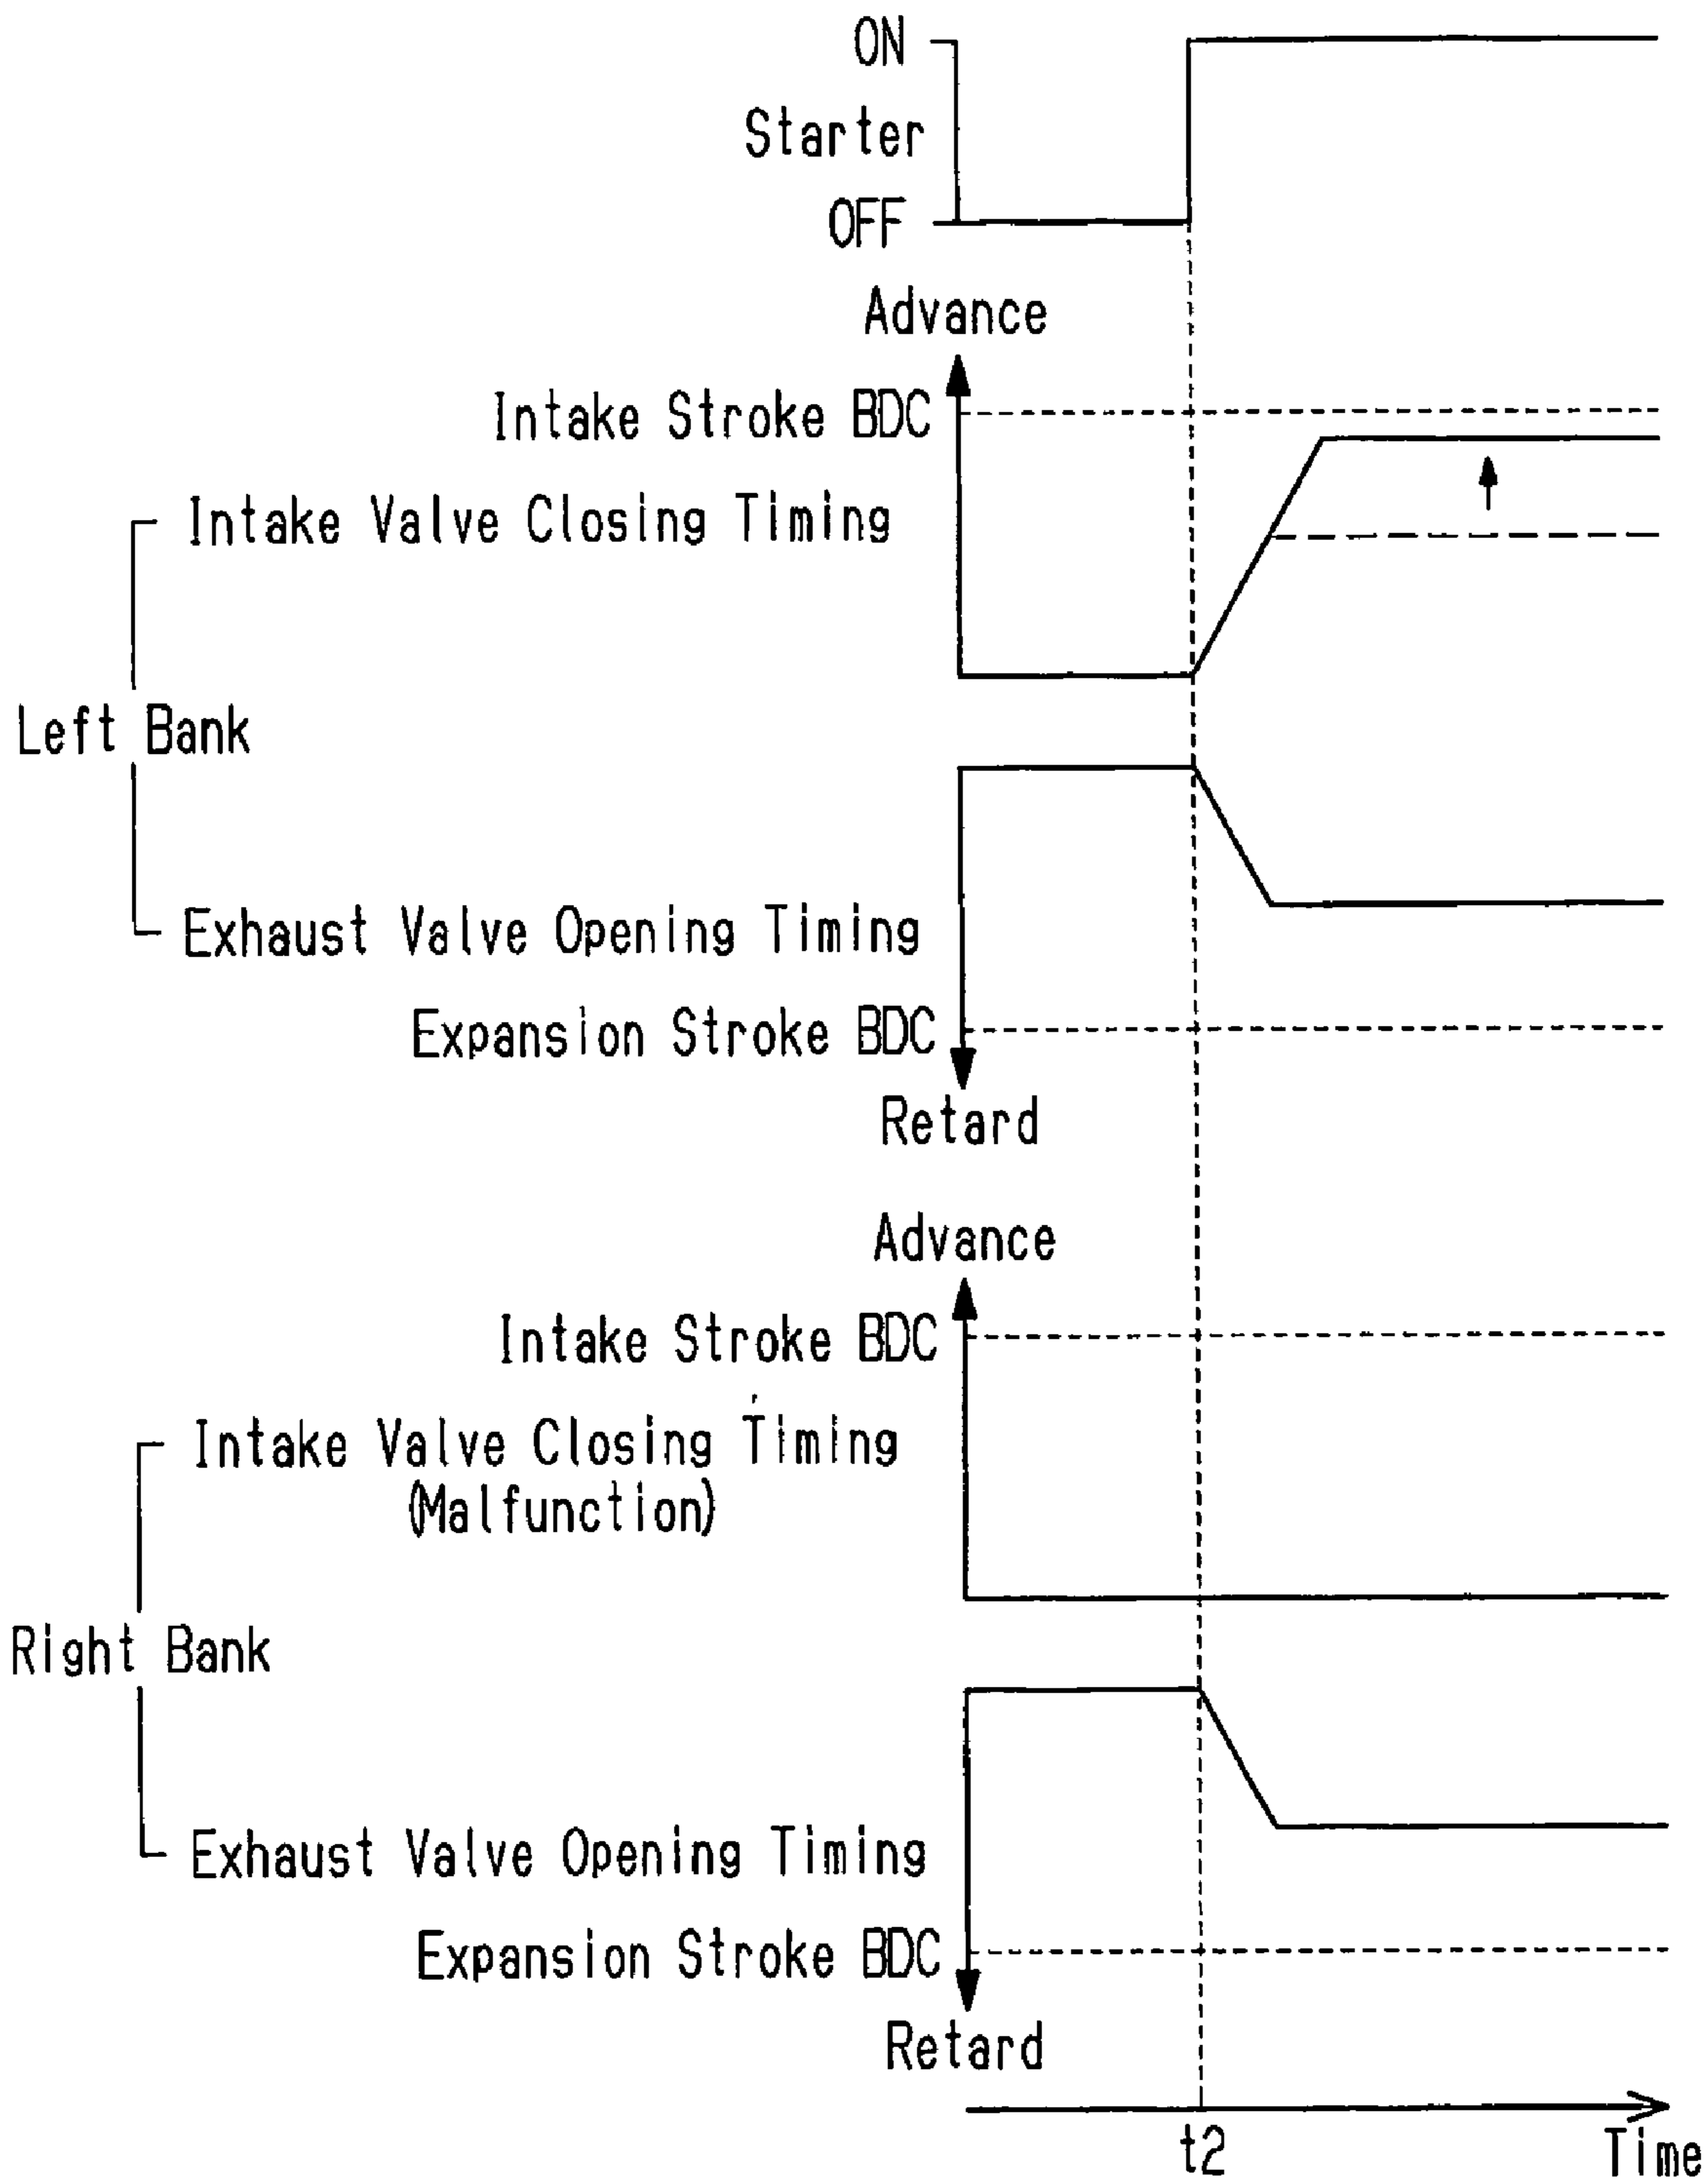 ON
Starter
OFF
Advance
Intake Stroke BDC
Intake Valve Closing Timing
Left Bank
Exhaust Valve Opening Timing
Expansion Stroke BDC
Retard
Advance
Intake Stroke BDC
Intake Valve Closing Timing
(Malfunction)
Right Bank
Exhaust Valve Opening Timing
Expansion Stroke BDC
Retard
t2
Time